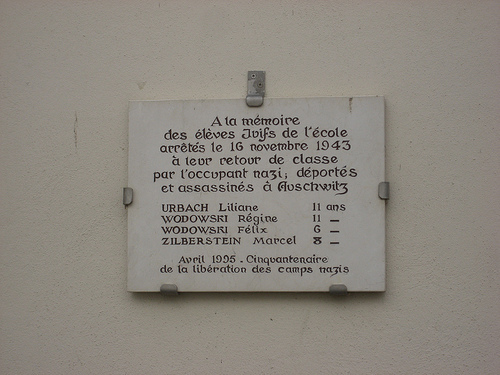 A la mémoire
des élèves Juifs de l'école
arrêtés le 16 novembre 1943
à leur retour de classe
par l'occupant nazi, déportés
et assassinés à Auschwitz
URBACH Liliane 11 ans
WODOWSKI Régine 11 _
WODOWSKI Félix 6 _
ZILBERSTEIN Marcel 8 _
Avril 1995 - Cinquantenaire
de la libération des camps nazis